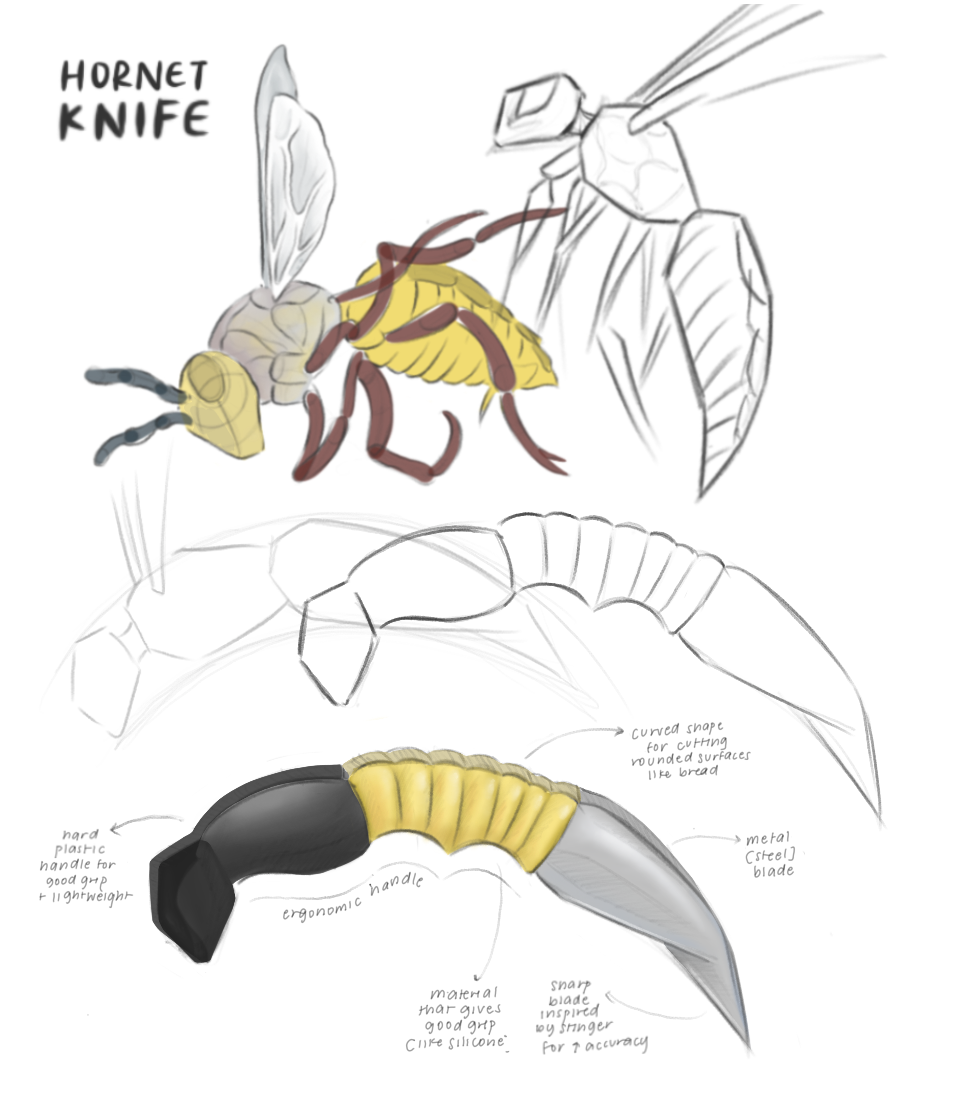 HORNET
KNIFE
curved shape
for cutting
rounded surfaces
like bread
hard
plastic
handle for
good grip
+ lightweight
metal
[steel]
blade
ergonomic handle
material
that gives
good grip
(like silicone)
sharp
blade
inspired
by stinger
for ↑ accuracy